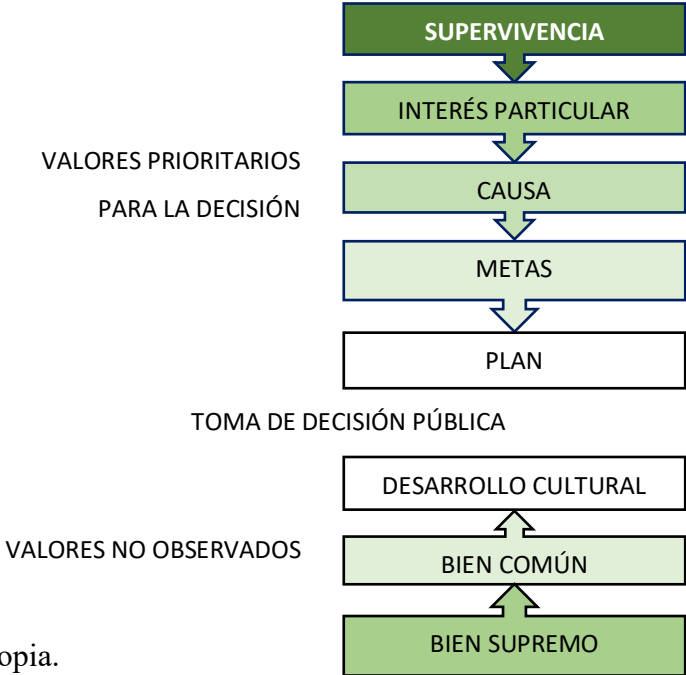 SUPERVIVENCIA
INTERÉS PARTICULAR
VALORES PRIORITARIOS
PARA LA DECISIÓN
CAUSA
METAS
PLAN
TOMA DE DECISIÓN PÚBLICA
DESARROLLO CULTURAL
VALORES NO OBSERVADOS
BIEN COMÚN
BIEN SUPREMO
opia.